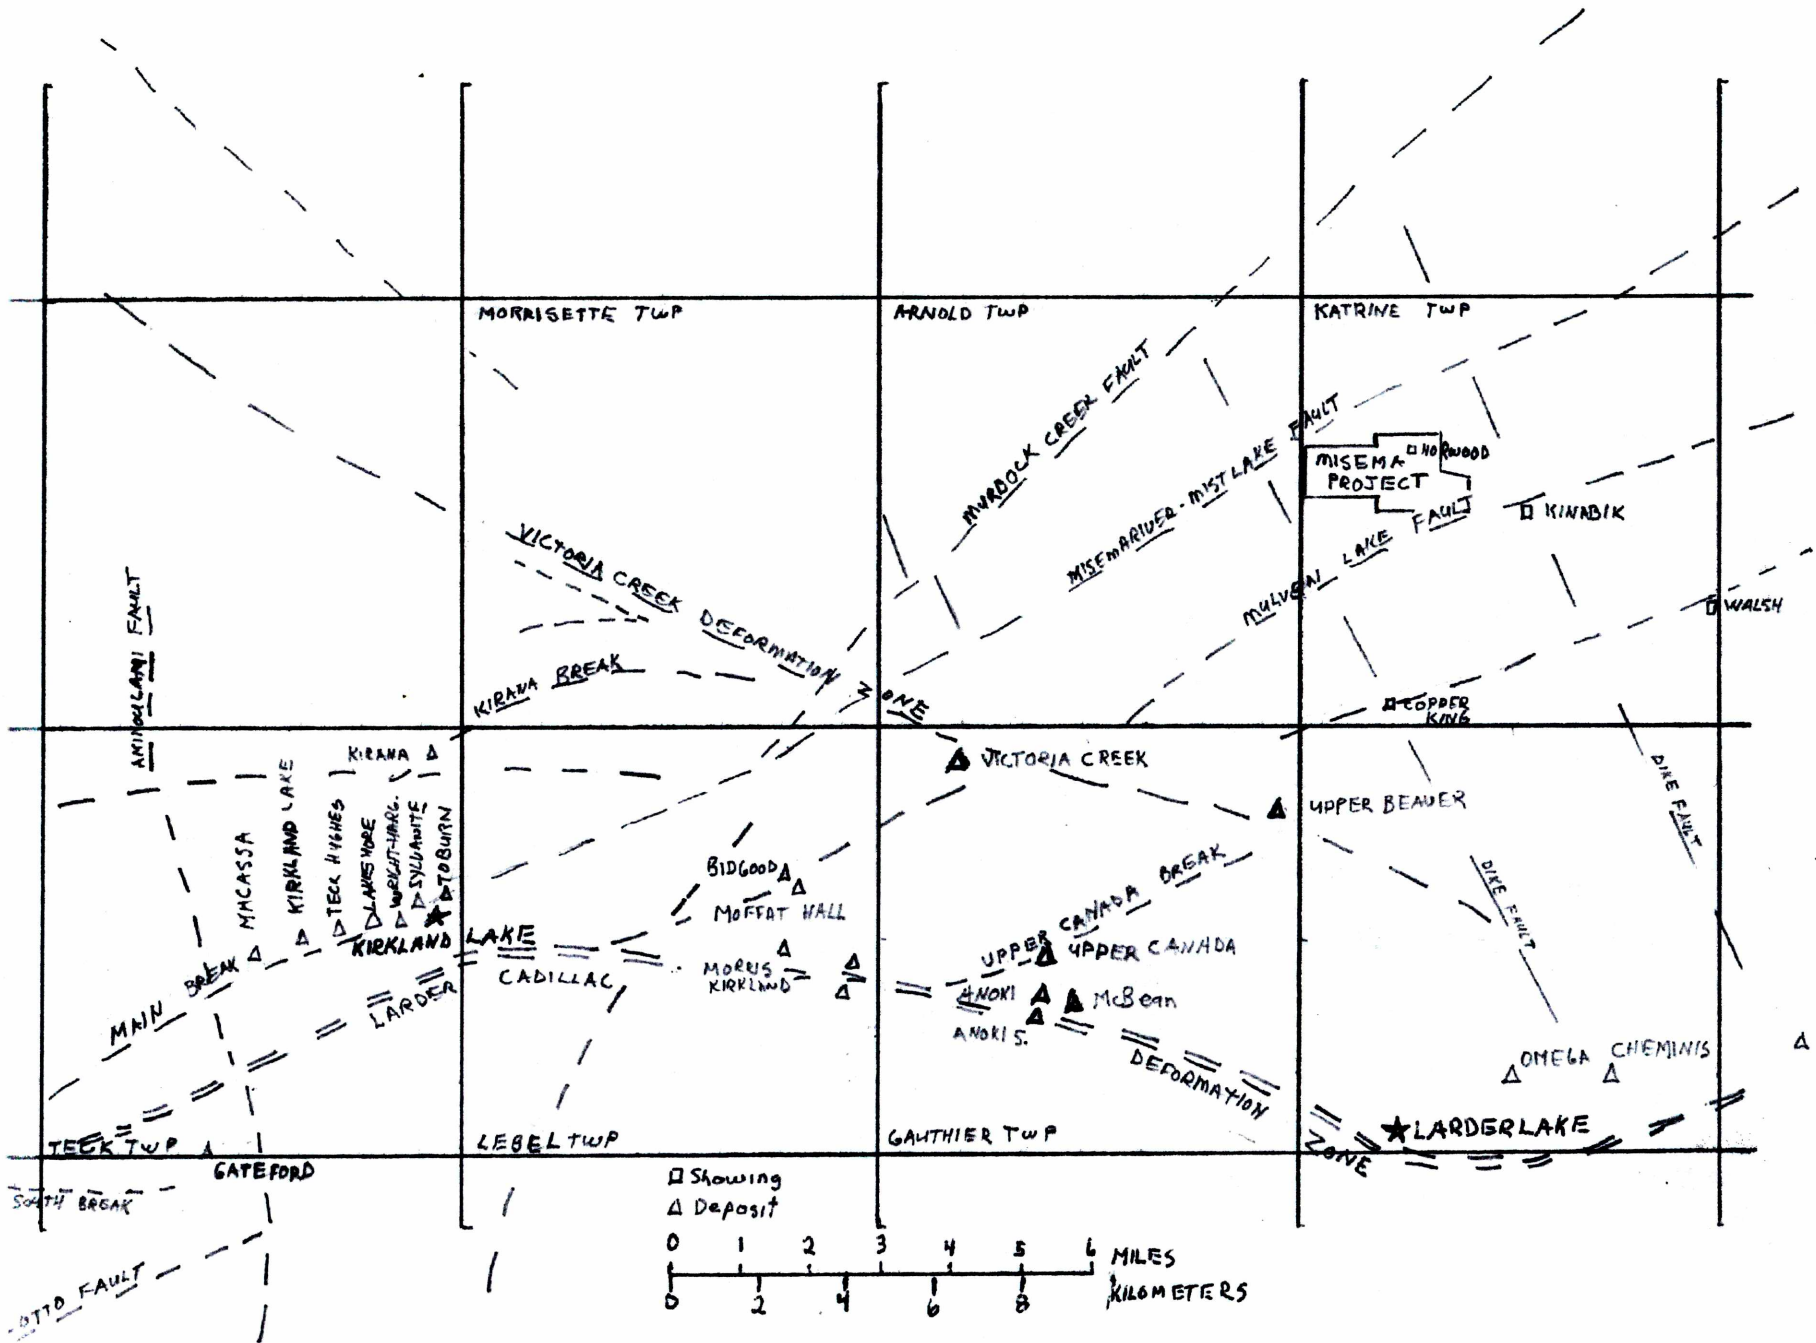 MORRISETTE TWP
ARNOLD TWP
KATRINE TWP
MURDOCK CREEK FAULT
MISEMARIVER-MISTLAKE FAULT
HORWOOD
MISEMA
PROJECT
MULVEN LAKE FAULT
KINABIK
WALSH
VICTORIA CREEK DEFORMATION ZONE
KIRANA BREAK
COPPER
KING
FAULT
KIRANA
VICTORIA CREEK
UPPER BEAVER
DIKE FAULT
DIKE FAULT
MACASSA
KIRKLAND LAKE
TECK HUGHES
LAKESHORE
WRIGHT-HARG.
SYLVANITE
TOBURN
BIDGOOD
MOFFAT HALL
UPPER CANADA BREAK
UPPER CANADA
KIRKLAND LAKE
MAIN BREAK
LARDER
CADILLAC
MORRIS
KIRKLAND
ANOKI
McBean
ANOKI S.
DEFORMATION
ZONE
OMEGA
CHEMINIS
LARDERLAKE
TECK TWP
LEBEL TWP
GAUTHIER TWP
GATEFORD
SOUTH BREAK
OTTO FAULT
Showing
Deposit
0 1 2 3 4 5 6 MILES
0 2 4 6 8 KILOMETERS